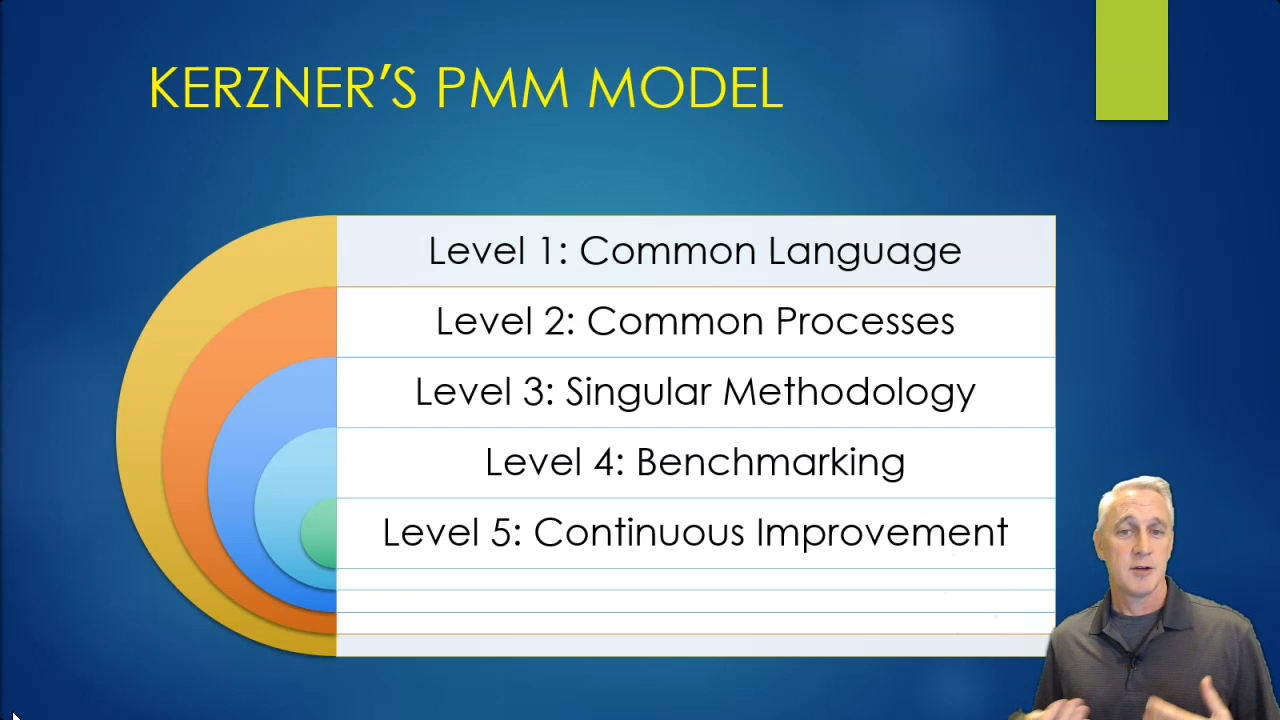 KERZNER'S PMM MODEL
Level 1: Common Language
Level 2: Common Processes
Level 3: Singular Methodology
Level 4: Benchmarking
Level 5: Continuous Improvement